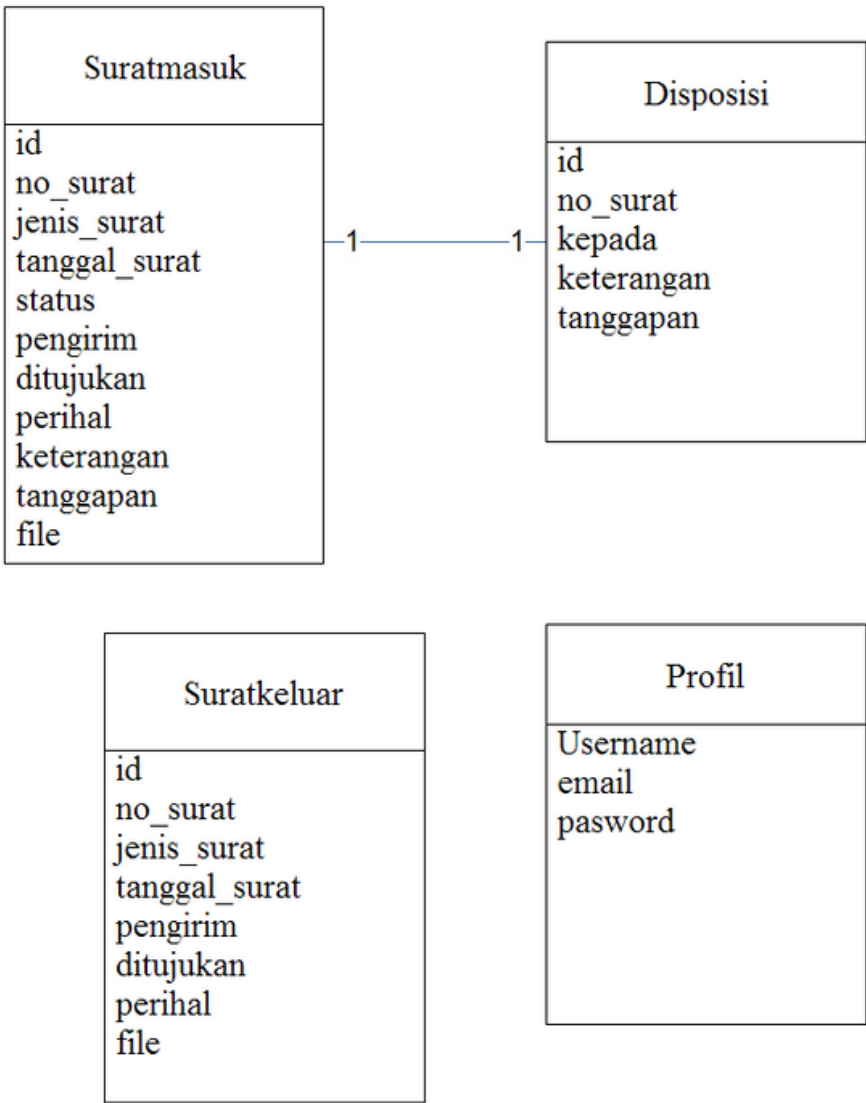 Suratmasuk
id
no_surat
jenis_surat
tanggal_surat
status
pengirim
ditujukan
perihal
keterangan
tanggapan
file
1
1
Disposisi
id
no_surat
kepada
keterangan
tanggapan
Suratkeluar
id
no_surat
jenis_surat
tanggal_surat
pengirim
ditujukan
perihal
file
Profil
Username
email
pasword